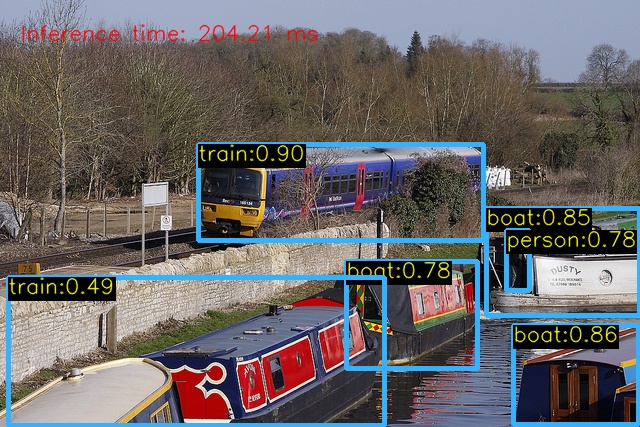 Inference time: 204.21 ms
train:0.90
boat:0.85
person:0.78
boat:0.78
train:0.49
DUSTY
boat:0.86